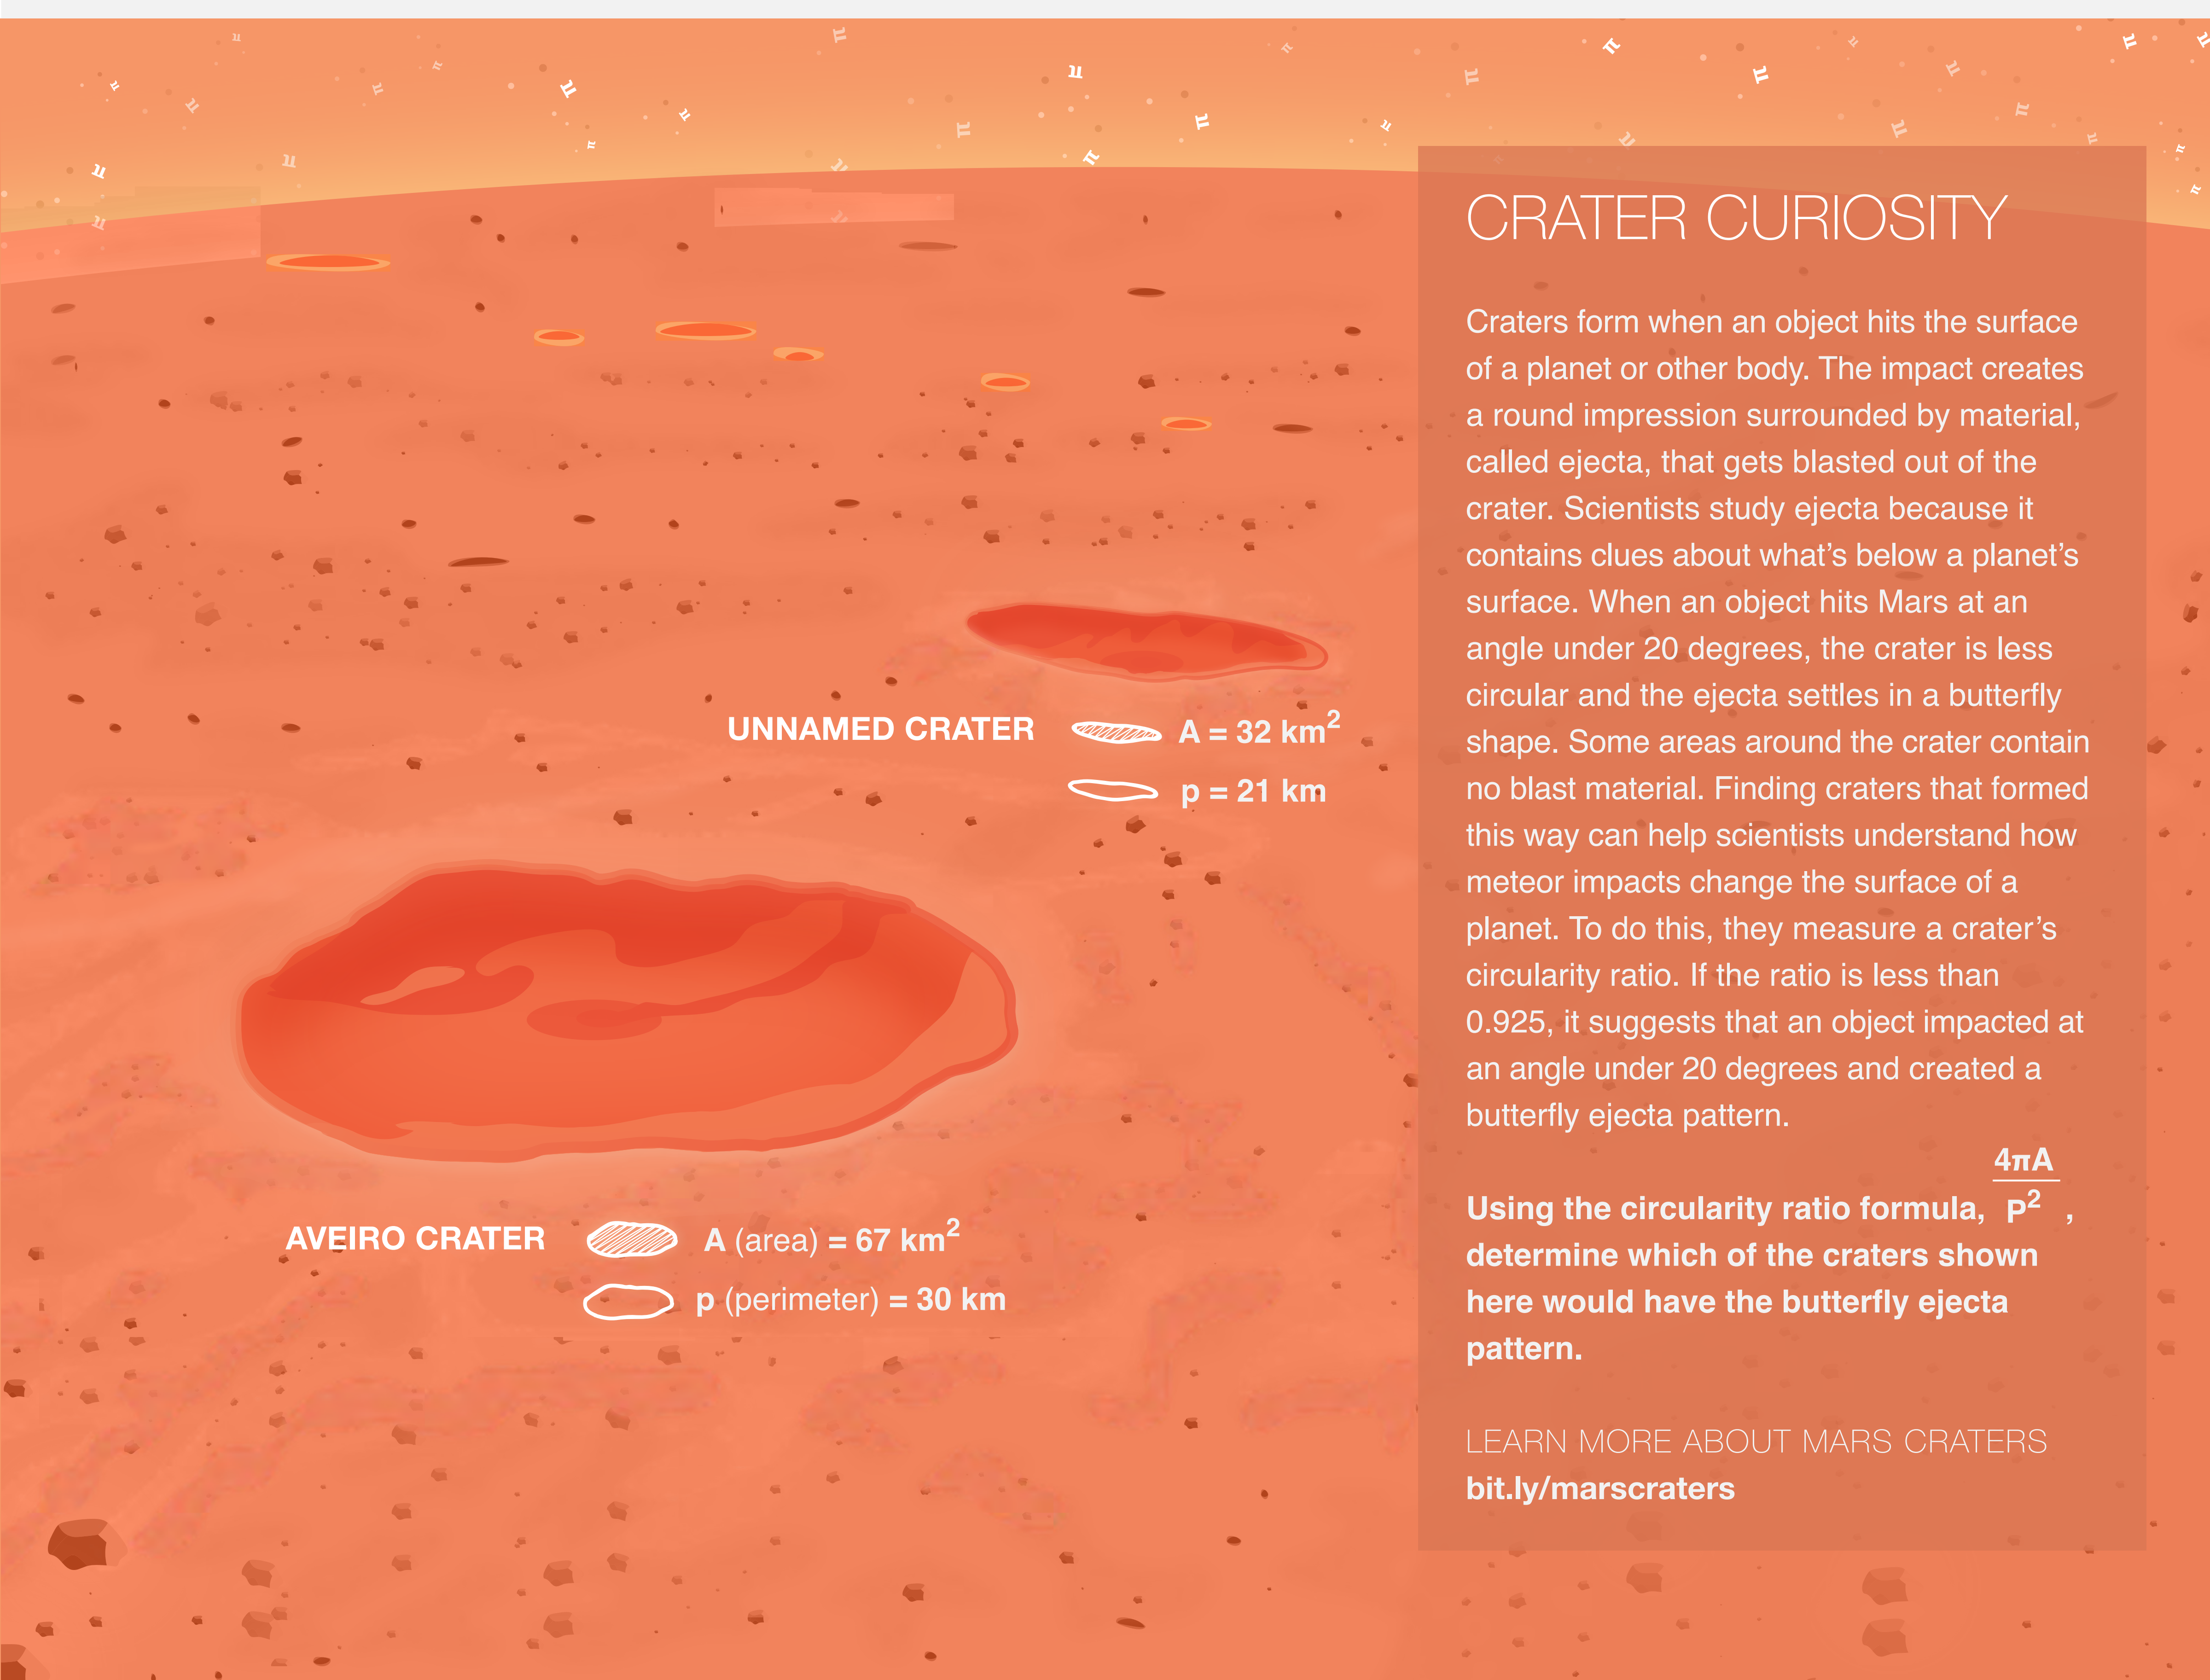 CRATER CURIOSITY
Craters form when an object hits the surface
of a planet or other body. The impact creates
a round impression surrounded by material,
called ejecta, that gets blasted out of the
crater. Scientists study ejecta because it
contains clues about what’s below a planet’s
surface. When an object hits Mars at an
angle under 20 degrees, the crater is less
circular and the ejecta settles in a butterfly
shape. Some areas around the crater contain
no blast material. Finding craters that formed
this way can help scientists understand how
meteor impacts change the surface of a
planet. To do this, they measure a crater’s
circularity ratio. If the ratio is less than
0.925, it suggests that an object impacted at
an angle under 20 degrees and created a
butterfly ejecta pattern.
Using the circularity ratio formula, 4πA / P² ,
determine which of the craters shown
here would have the butterfly ejecta
pattern.
LEARN MORE ABOUT MARS CRATERS
bit.ly/marscraters
UNNAMED CRATER A = 32 km²
p = 21 km
AVEIRO CRATER A (area) = 67 km²
p (perimeter) = 30 km